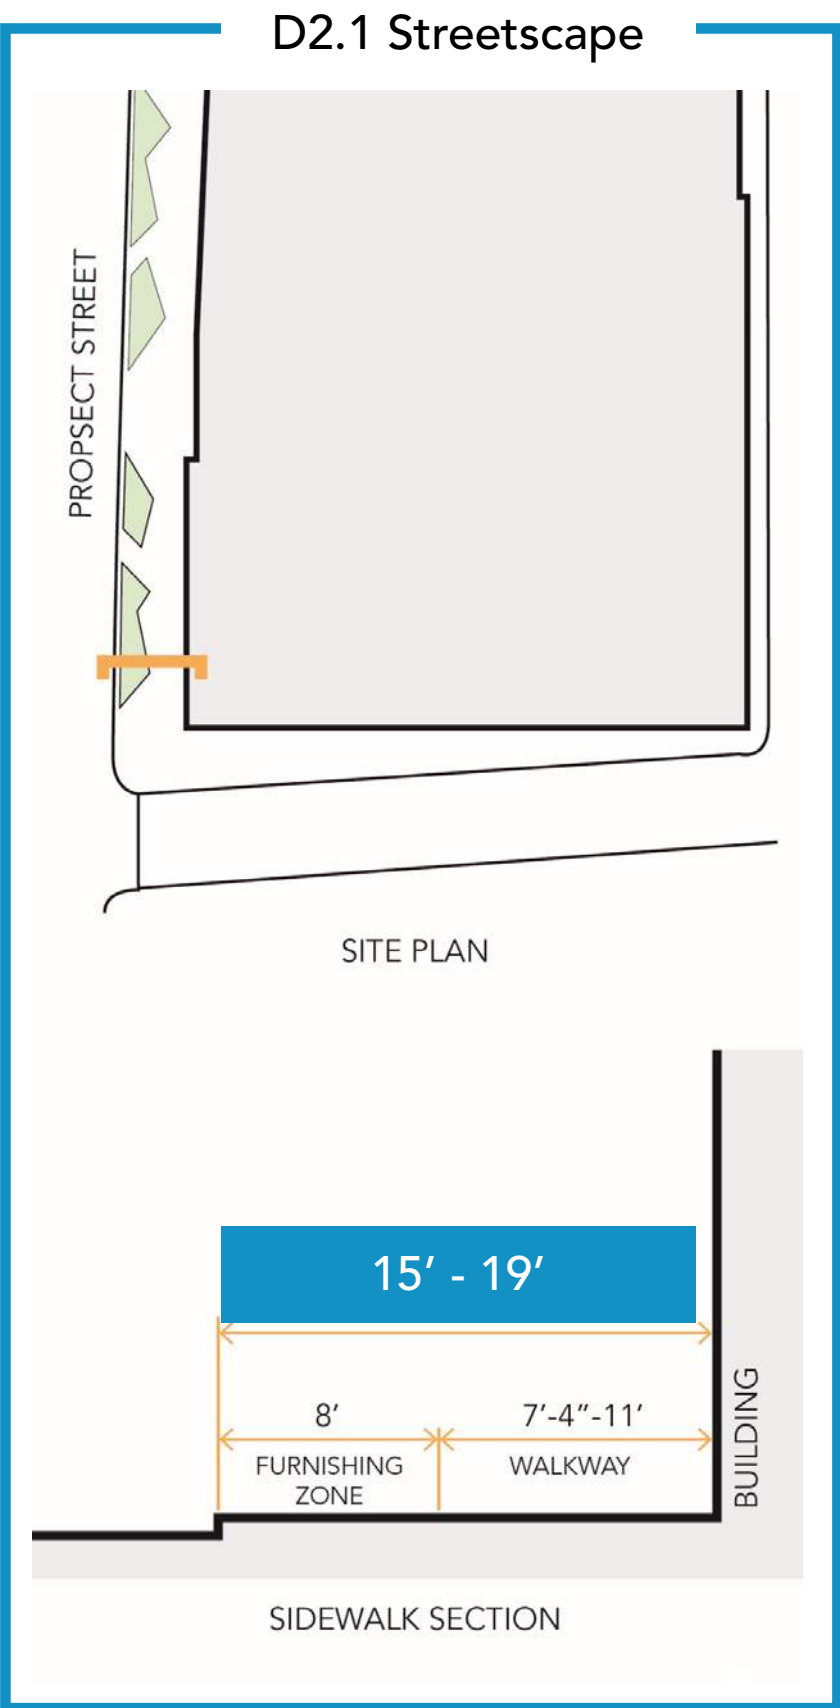 D2.1 Streetscape
PROPSECT STREET
SITE PLAN
15′ - 19′
8′
7′-4″-11′
FURNISHING
ZONE
WALKWAY
BUILDING
SIDEWALK SECTION